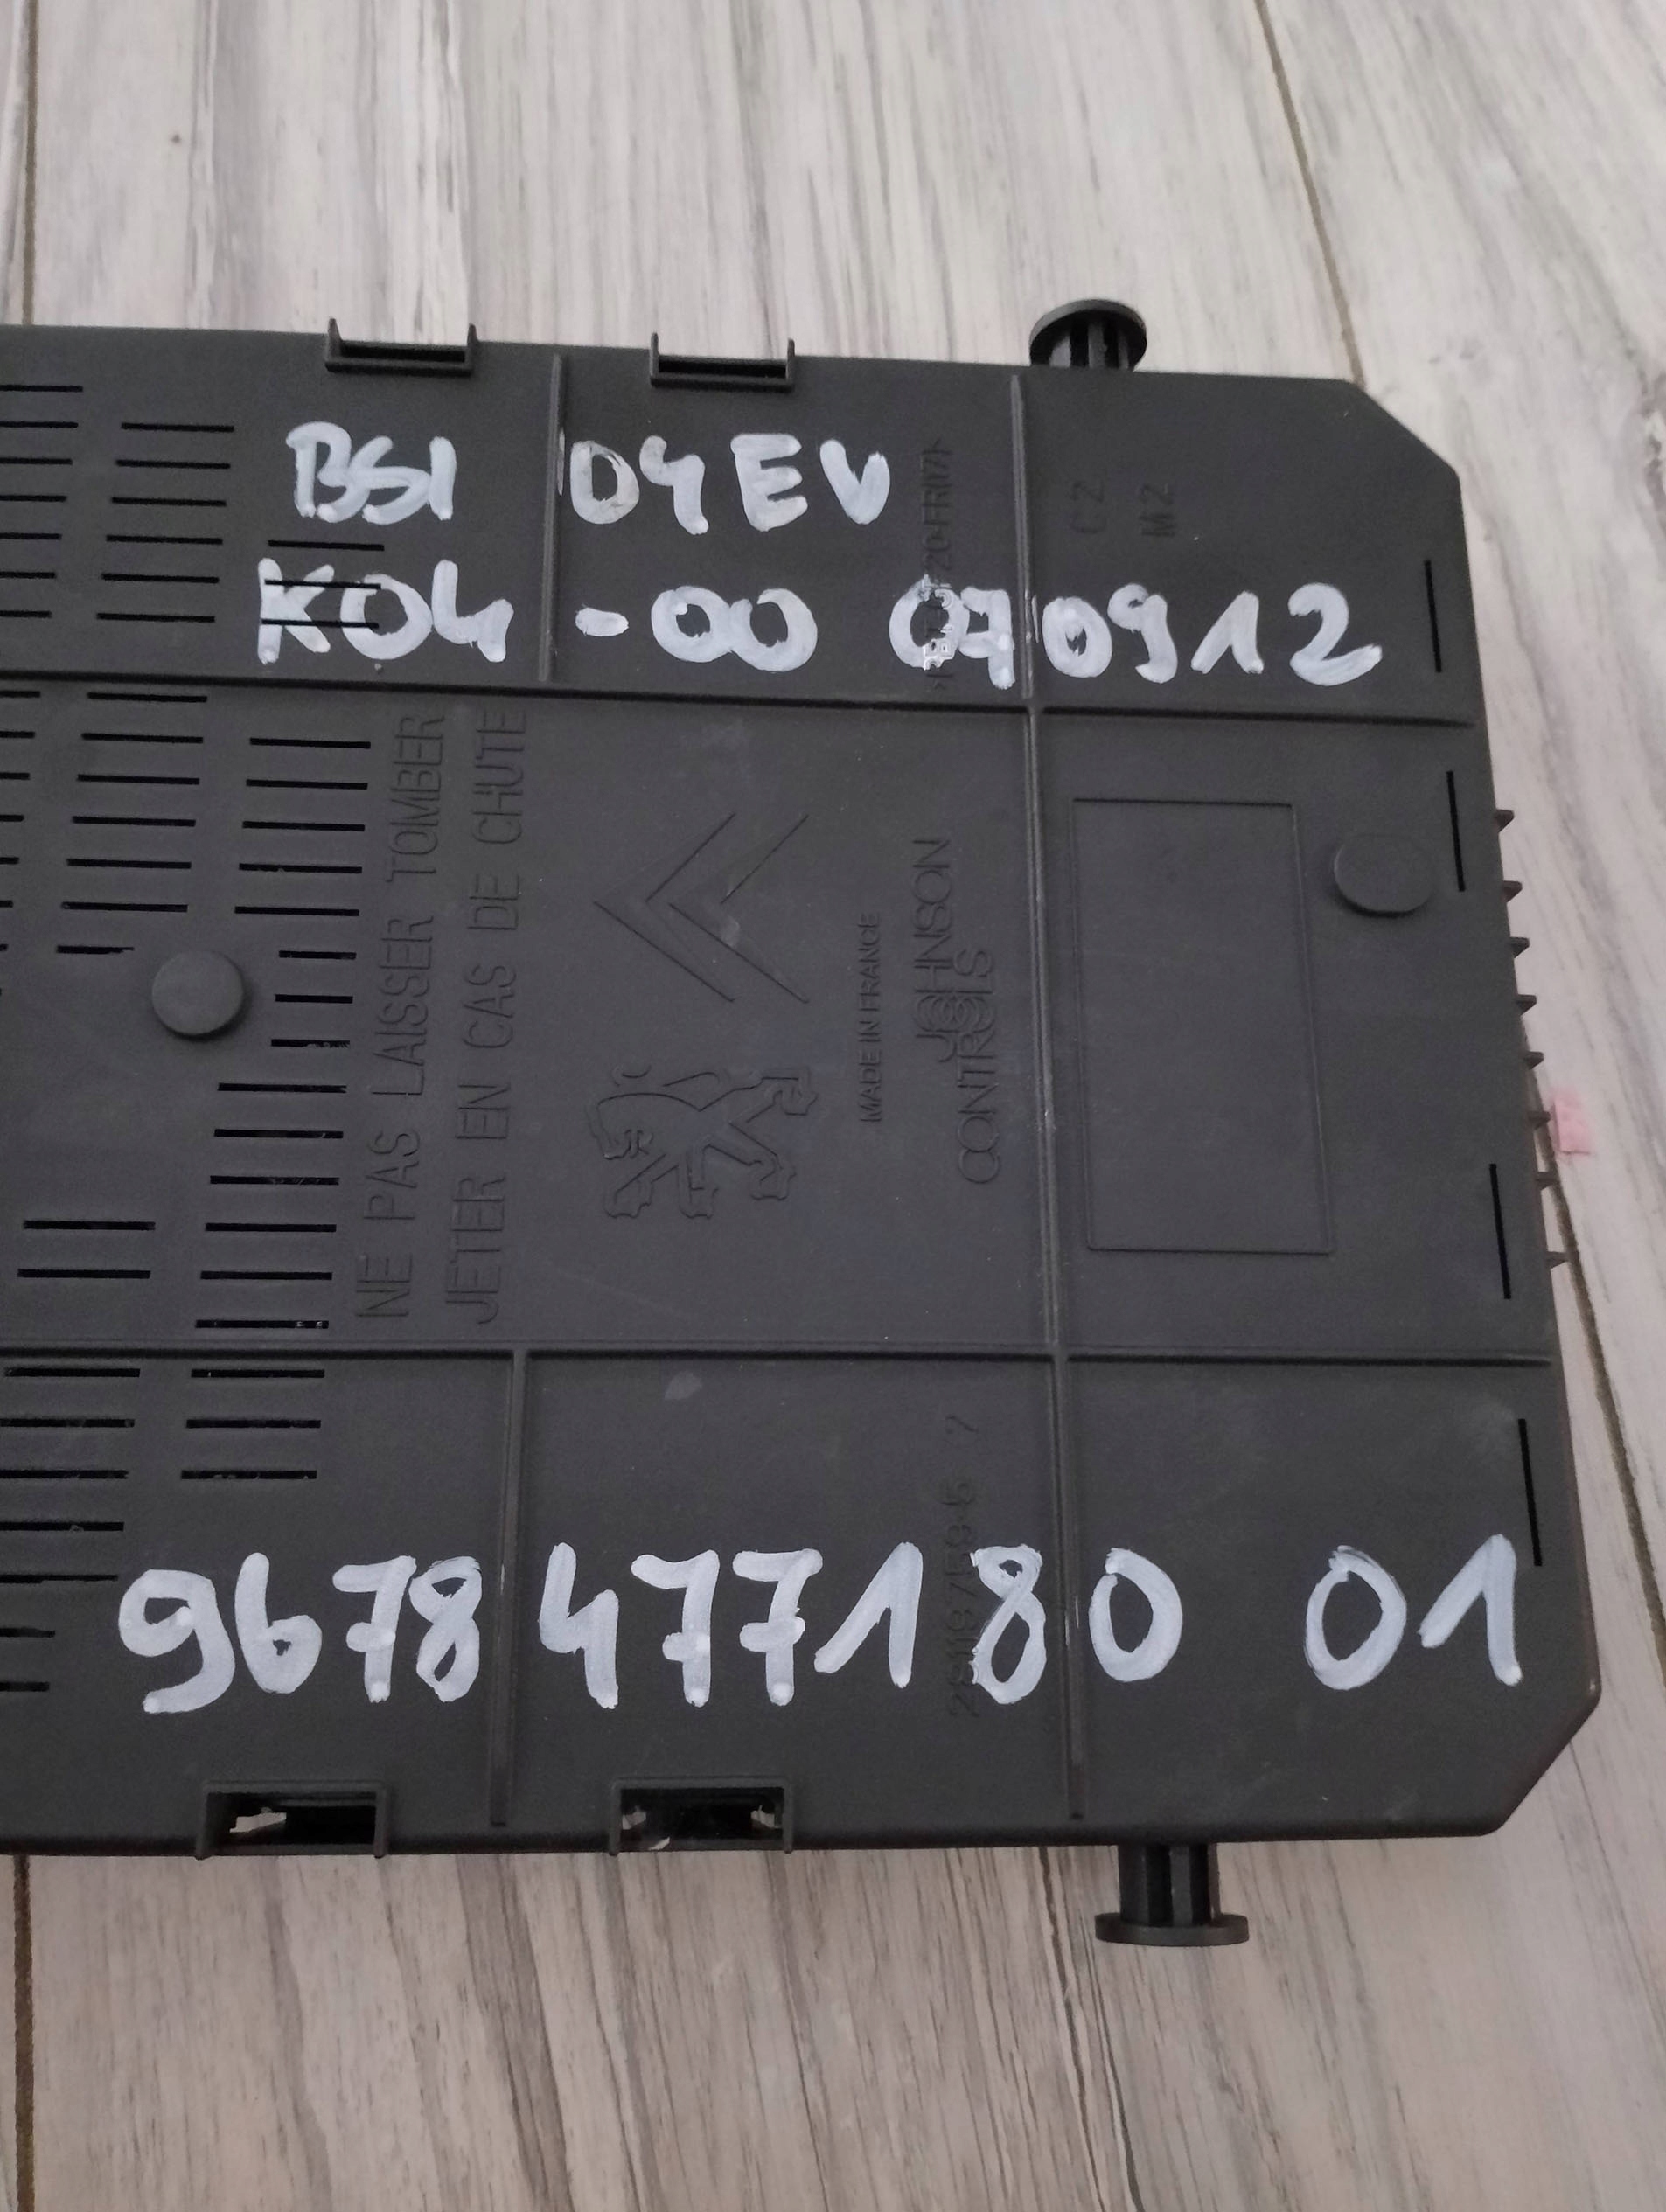 BSI 04EV
K04-00 070912
C2
M2
NE PAS LAISSER TOMBER
JETER EN CAS DE CHUTE
MADE IN FRANCE
JOHNSON
CONTROLS
9678477180 01